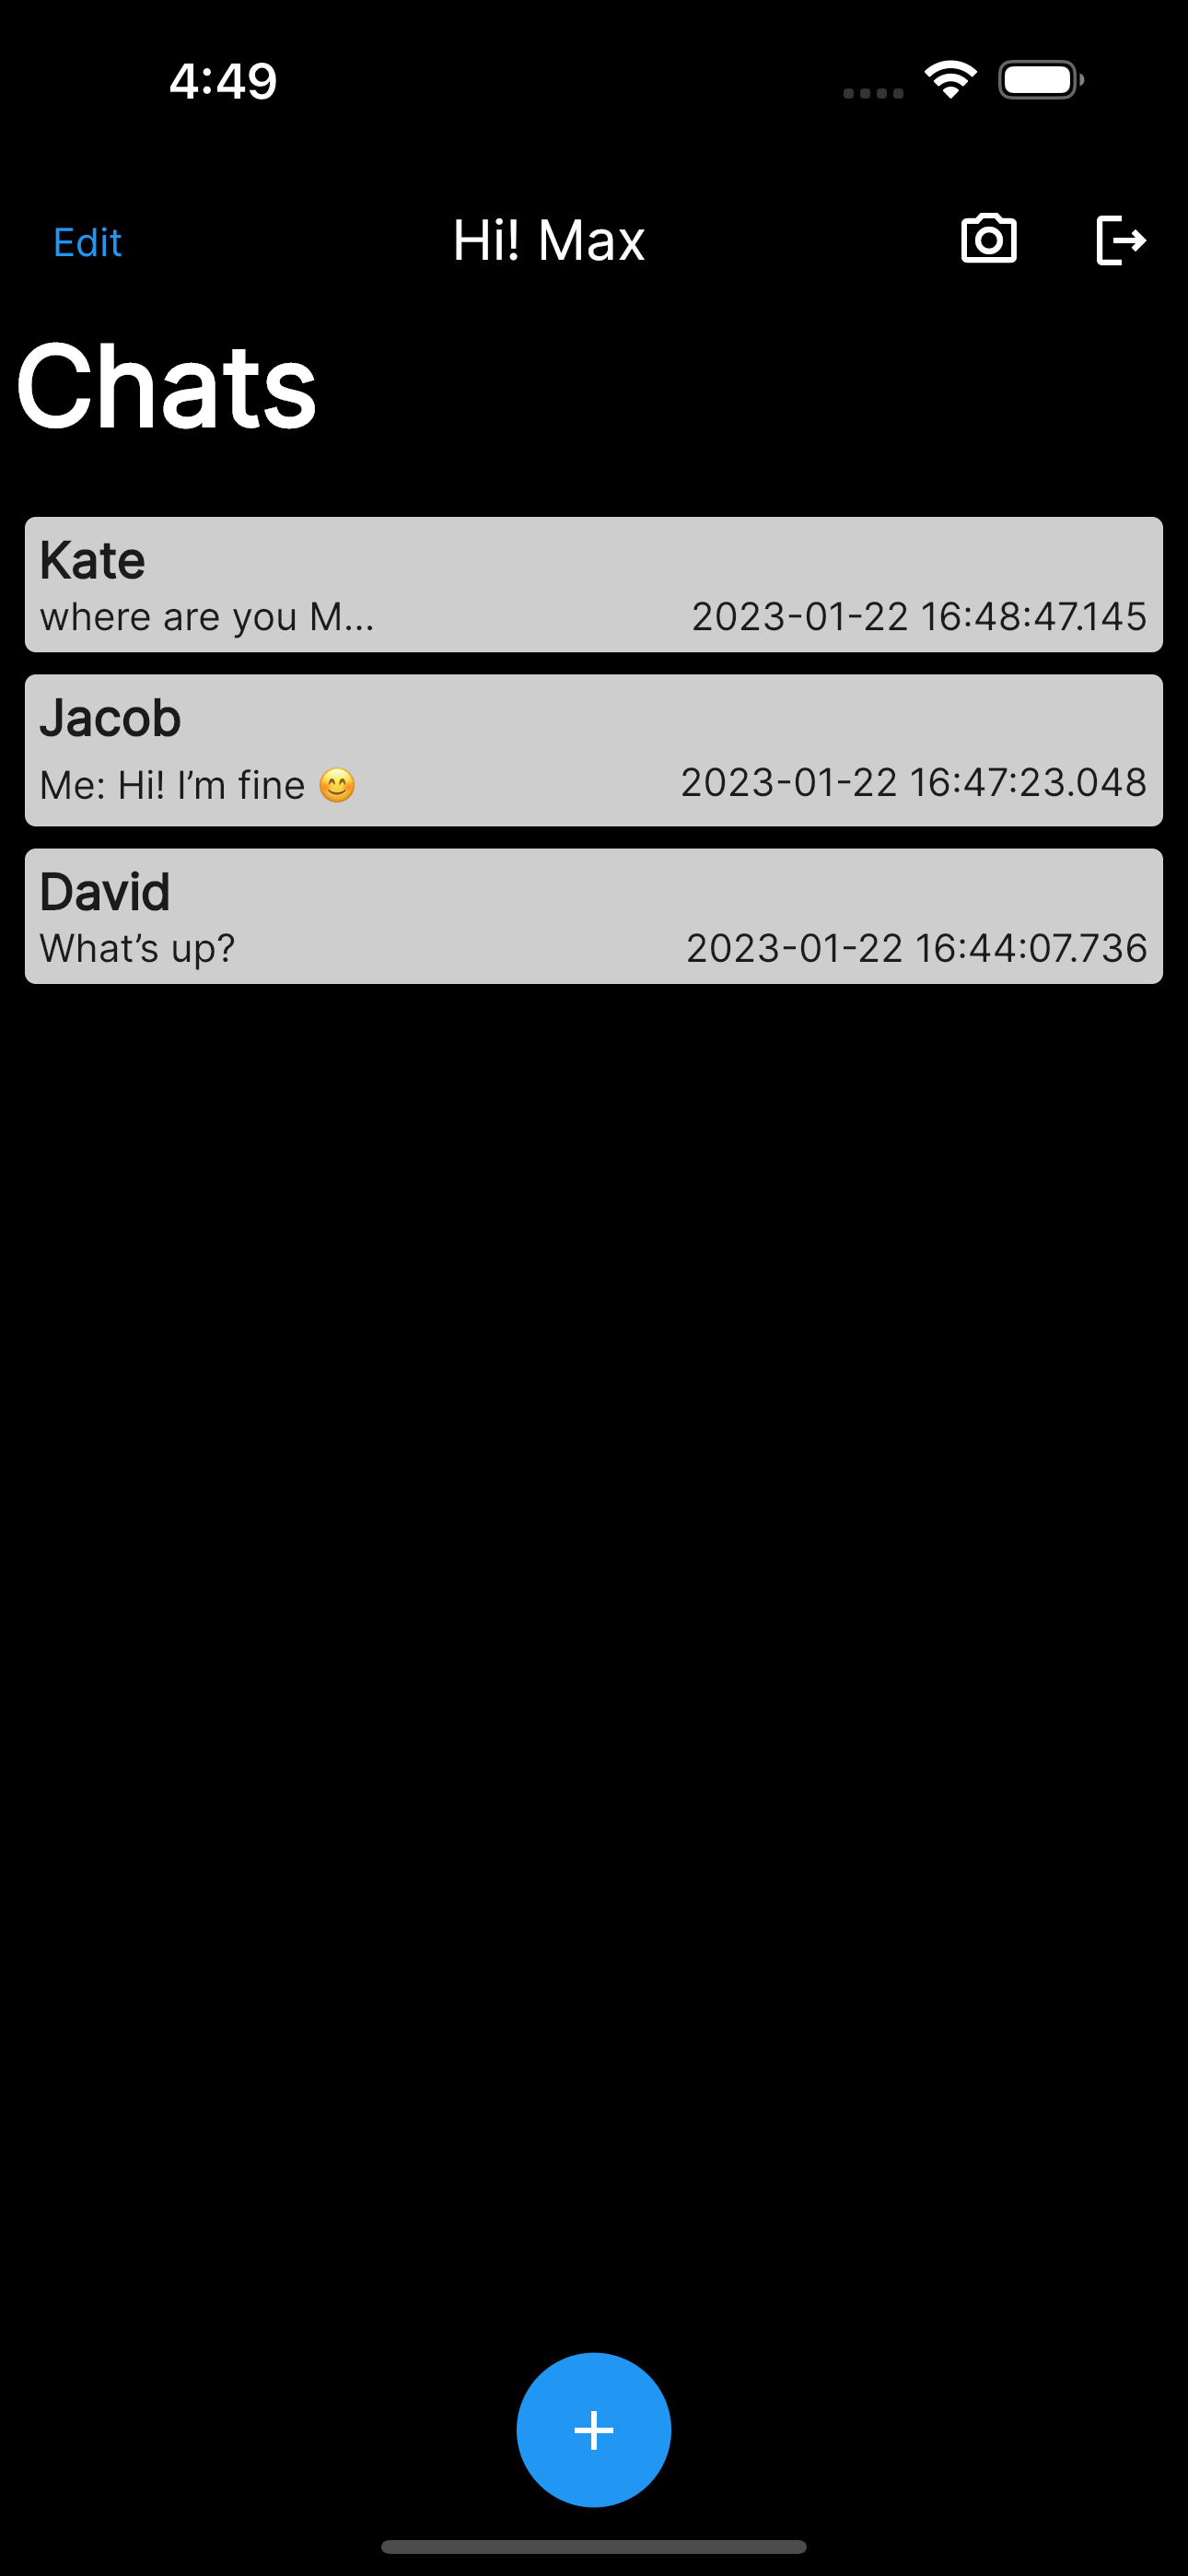 4:49
Edit Hi! Max
Chats
Kate
where are you M... 2023-01-22 16:48:47.145
Jacob
Me: Hi! I’m fine 😊 2023-01-22 16:47:23.048
David
What’s up? 2023-01-22 16:44:07.736
+